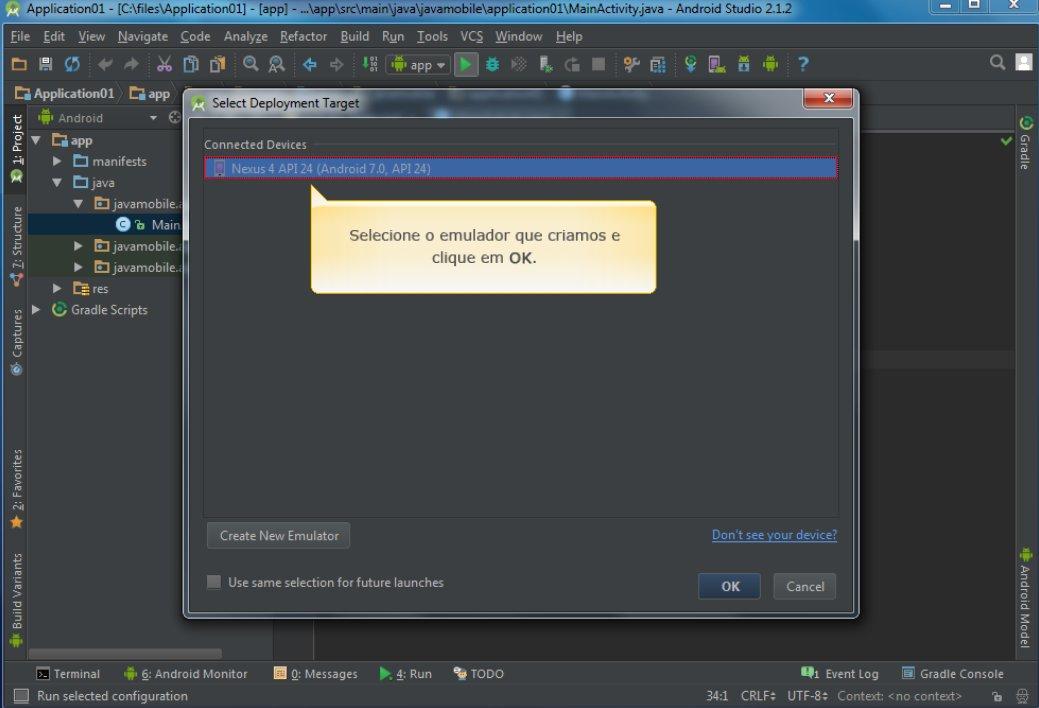 Application01 - [C:\files\Application01] - [app] - ...\app\src\main\java\javamobile\application01\MainActivity.java - Android Studio 2.1.2
File Edit View Navigate Code Analyze Refactor Build Run Tools VCS Window Help
app
Application01 app
Select Deployment Target
1: Project
Android
app
manifests
java
javamobile.a
Main
javamobile.a
javamobile.a
res
Gradle Scripts
7: Structure
Captures
2: Favorites
Build Variants
Connected Devices
Nexus 4 API 24 (Android 7.0, API 24)
Selecione o emulador que criamos e
clique em OK.
Create New Emulator
Don't see your device?
Use same selection for future launches
OK
Cancel
Gradle
Android Model
Terminal 6: Android Monitor 0: Messages 4: Run TODO
1 Event Log Gradle Console
Run selected configuration
34:1 CRLF UTF-8 Context: <no context>